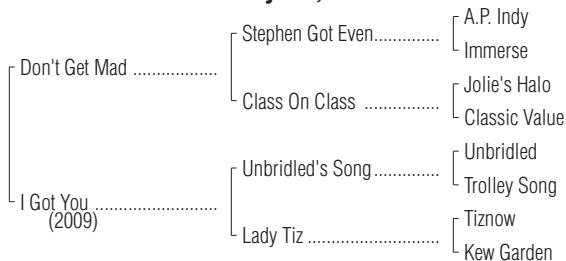 A.P. Indy
Stephen Got Even...............
Immerse
Don't Get Mad ..................
Jolie's Halo
Class On Class ................
Classic Value
Unbridled
Unbridled's Song...............
Trolley Song
I Got You ..........................
(2009)
Tiznow
Lady Tiz ............................
Kew Garden